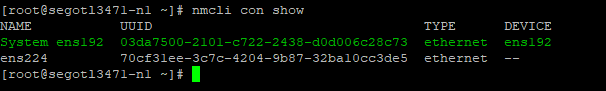 [root@segotl3471-n1 ~]# nmcli con show
NAME          UUID                                  TYPE      DEVICE
System ens192  03da7500-2101-c722-2438-d0d006c28c73  ethernet  ens192
ens224         70cf31ee-3c7c-4204-9b87-32ba10cc3de5  ethernet  --
[root@segotl3471-n1 ~]#